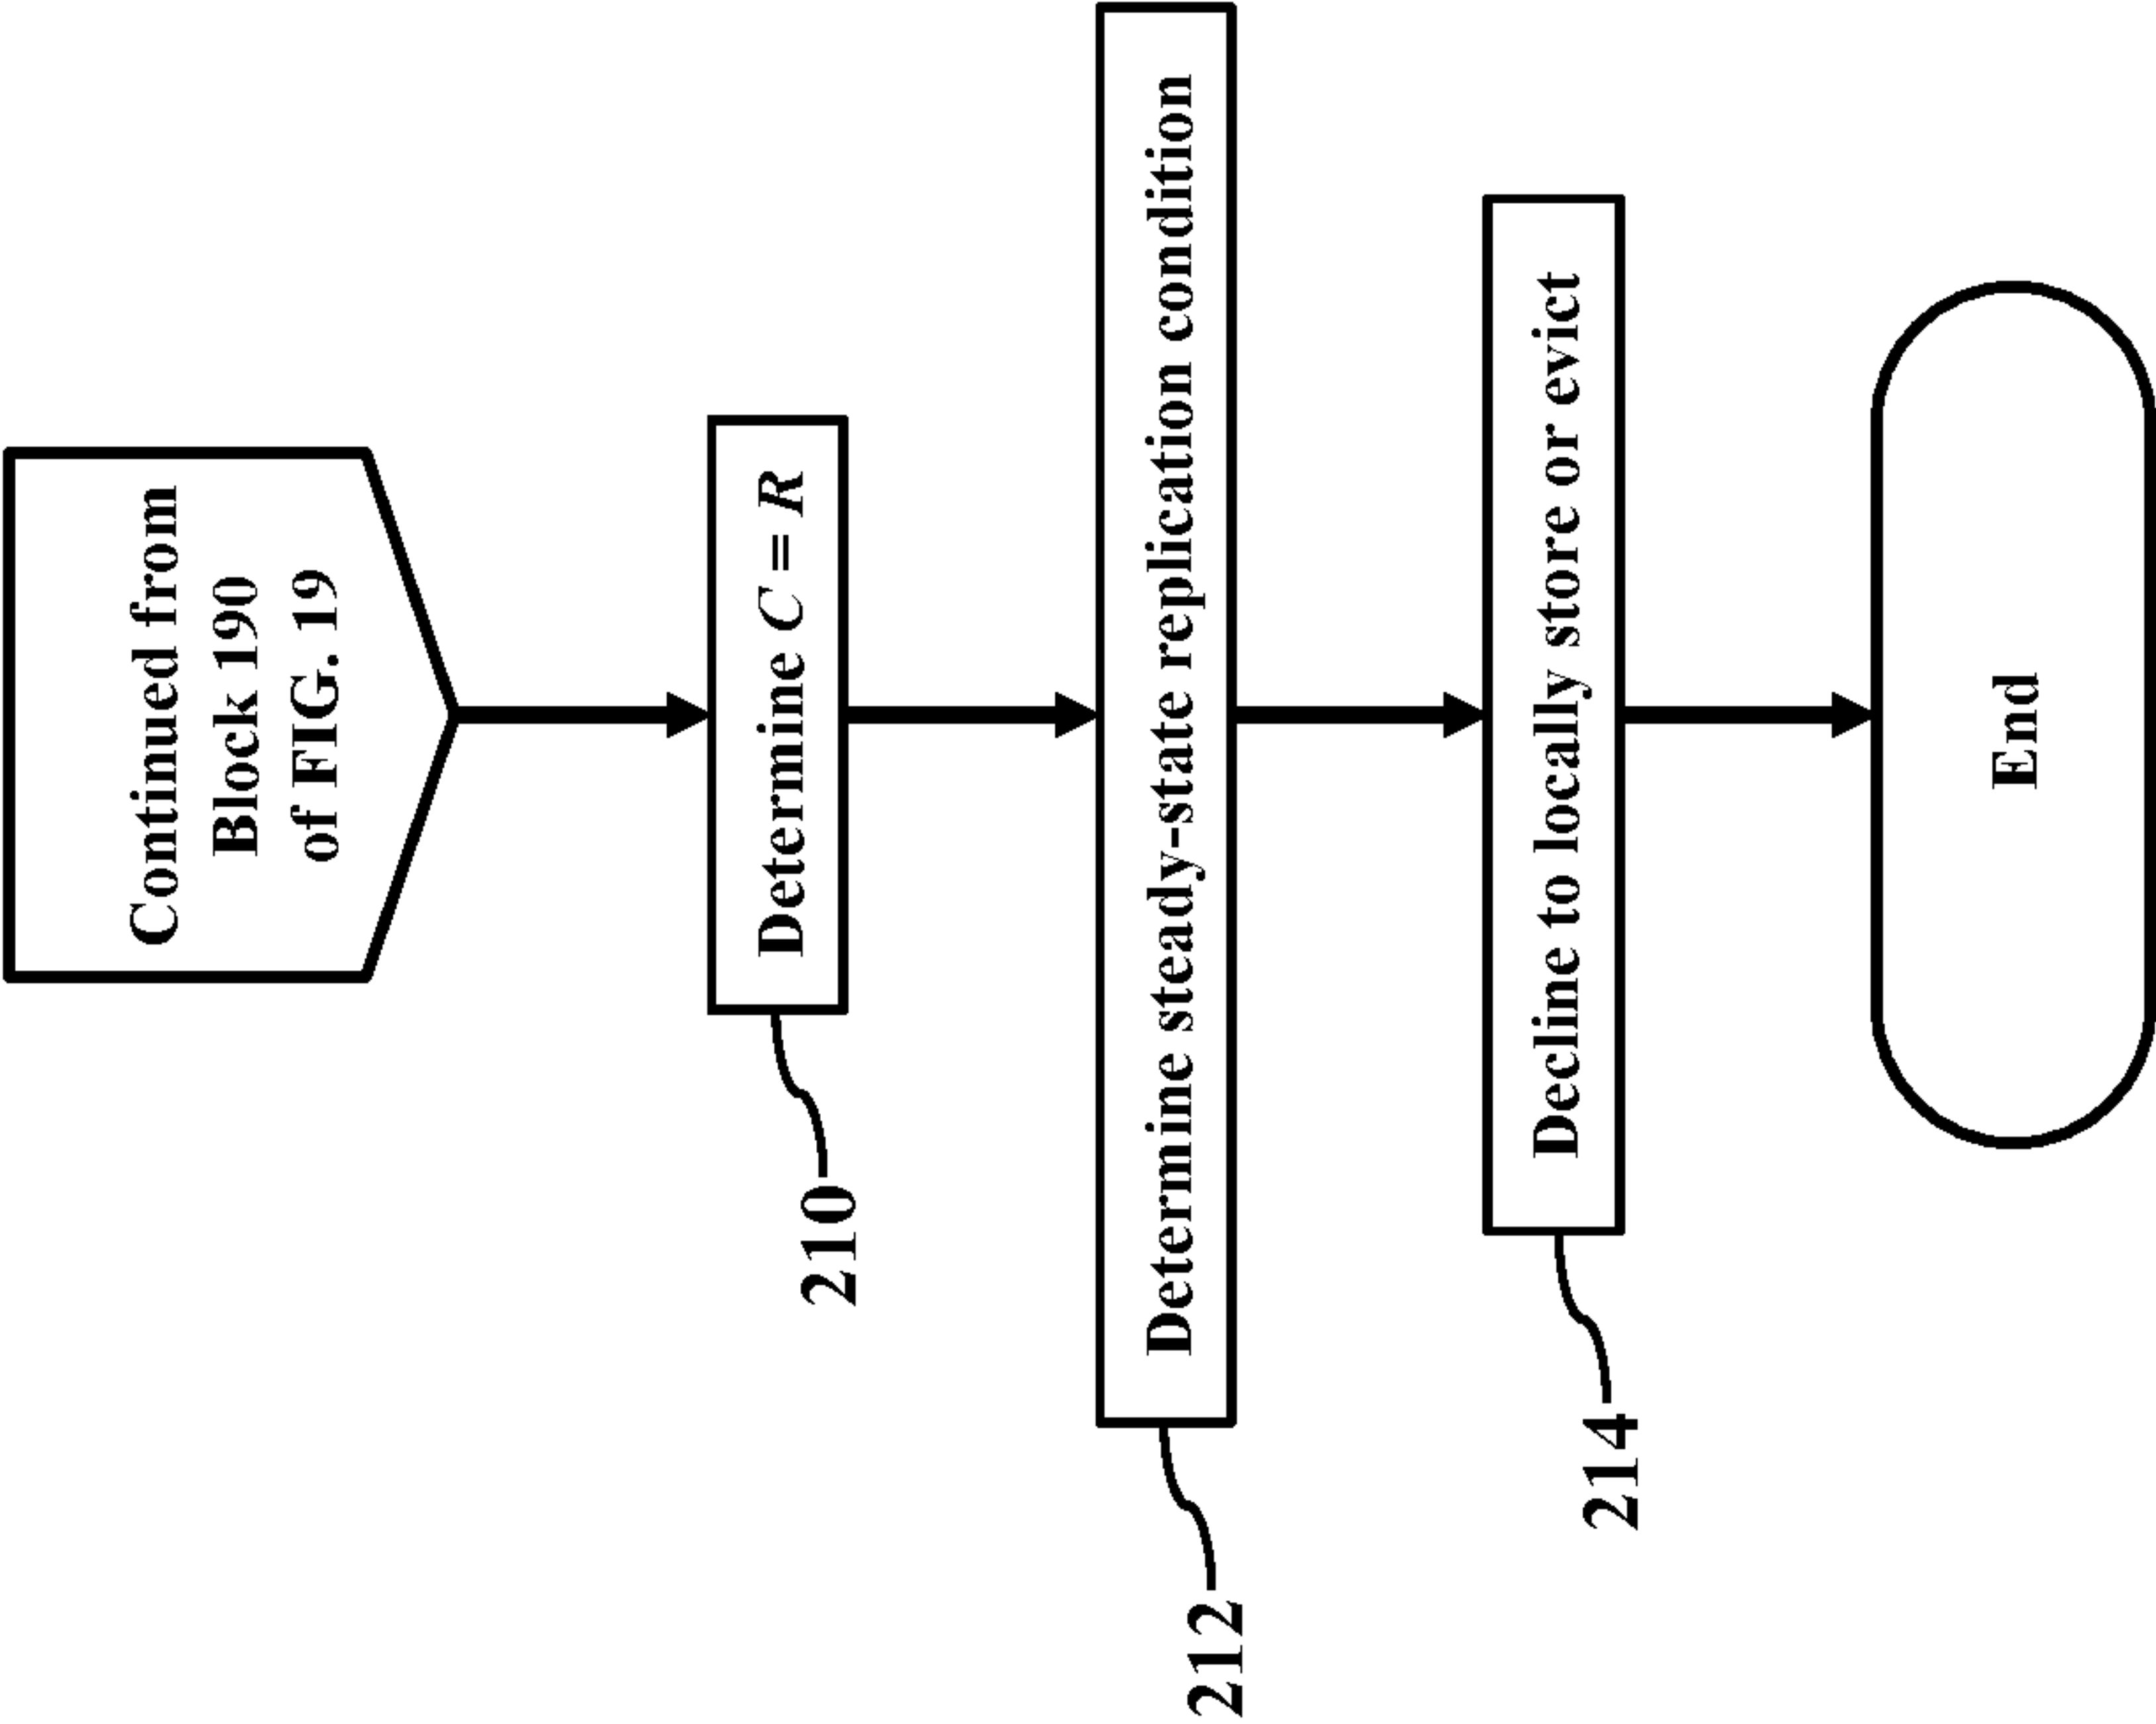 Continued from
Block 190
of FIG. 19
Determine C = R
210
Determine steady-state replication condition
212
Decline to locally store or evict
214
End